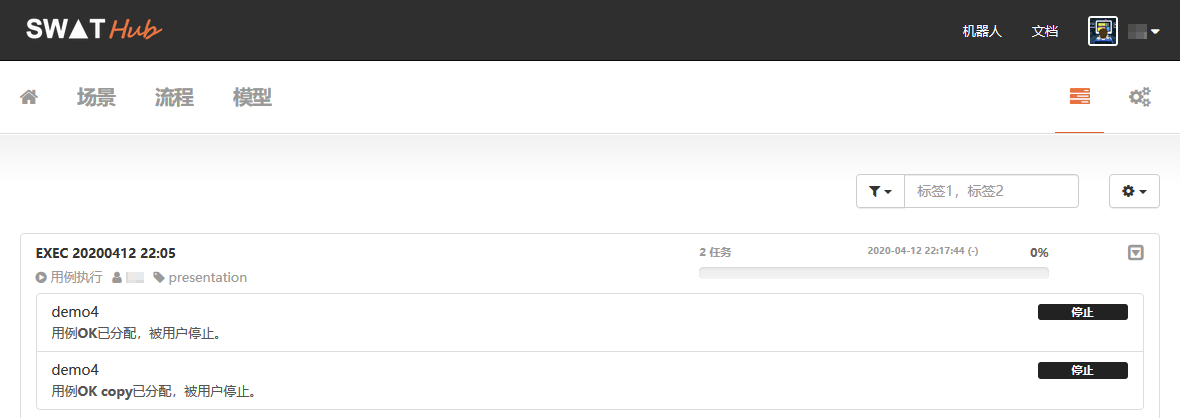 SWAT Hub
机器人 文档
场景 流程 模型
标签1，标签2
EXEC 20200412 22:05
2 任务 2020-04-12 22:17:44 (-) 0%
用例执行 presentation
demo4
停止
用例OK已分配，被用户停止。
demo4
停止
用例OK copy已分配，被用户停止。